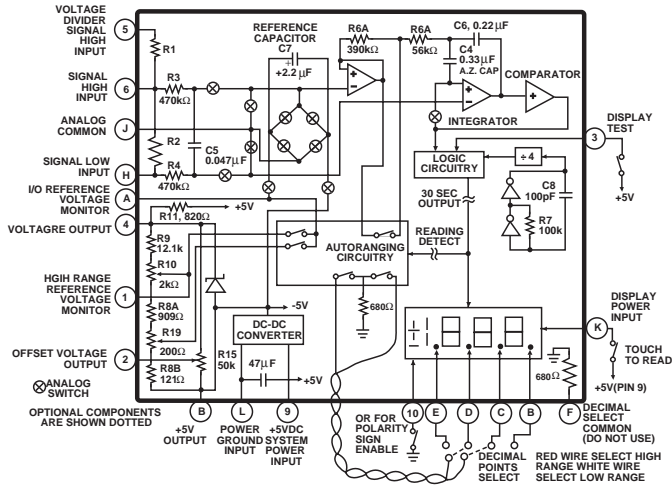 VOLTAGE
DIVIDER
SIGNAL
HIGH
INPUT
5
R1
SIGNAL
HIGH
INPUT
6
R3
470kΩ
ANALOG
COMMON
J
R2
C5
0.047µF
SIGNAL LOW
INPUT
H
R4
470kΩ
I/O REFERENCE
VOLTAGE
MONITOR
A
R11, 820Ω
+5V
VOLTAGRE OUTPUT
4
R9
12.1k
R10
2kΩ
HGIH RANGE
REFERENCE
VOLTAGE
MONITOR
1
R8A
909Ω
R19
200Ω
OFFSET VOLTAGE
OUTPUT
2
R8B
121Ω
R15
50k
ANALOG
SWITCH
OPTIONAL COMPONENTS
ARE SHOWN DOTTED
B
+5V
OUTPUT
L
POWER
GROUND
INPUT
9
+5VDC
SYSTEM
POWER
INPUT
REFERENCE
CAPACITOR
C7
+
+2.2 µF
R6A
390kΩ
R6A
56kΩ
C6, 0.22µF
C4
0.33µF
A.Z. CAP
COMPARATOR
+
-
+
-
+
INTEGRATOR
LOGIC
CIRCUITRY
÷ 4
30 SEC
OUTPUT
C8
100pF
R7
100k
READING
DETECT
AUTORANGING
CIRCUITRY
-5V
680Ω
DC-DC
CONVERTER
47µF
+5V
3
DISPLAY
TEST
+5V
DISPLAY
POWER
INPUT
K
TOUCH
TO READ
+5V(PIN 9)
680Ω
F
DECIMAL
SELECT
COMMON
(DO NOT USE)
10
E
D
C
B
OR FOR
POLARITY
SIGN
ENABLE
DECIMAL
POINTS
SELECT
RED WIRE SELECT HIGH
RANGE WHITE WIRE
SELECT LOW RANGE